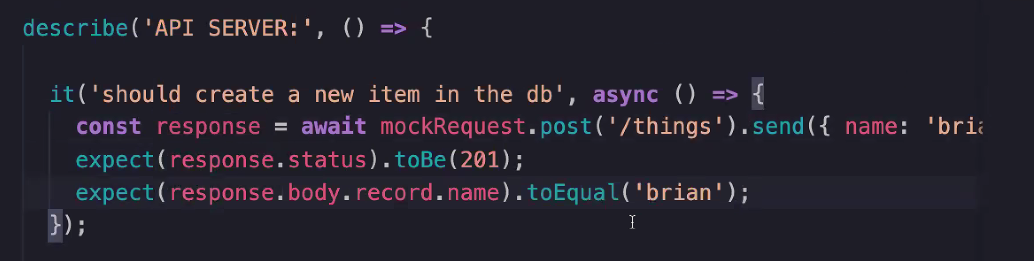 describe('API SERVER:', () => {
it('should create a new item in the db', async () => {
const response = await mockRequest.post('/things').send({ name:
expect(response.status).toBe(201);
expect(response.body.record.name).toEqual('brian');
});